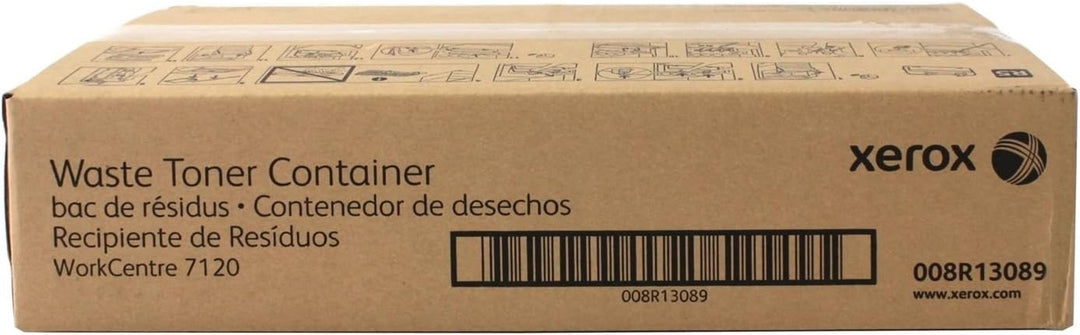 xerox
Waste Toner Container
bac de résidus • Contenedor de desechos
Recipiente de Resíduos
WorkCentre 7120
008R13089
008R13089
www.xerox.com